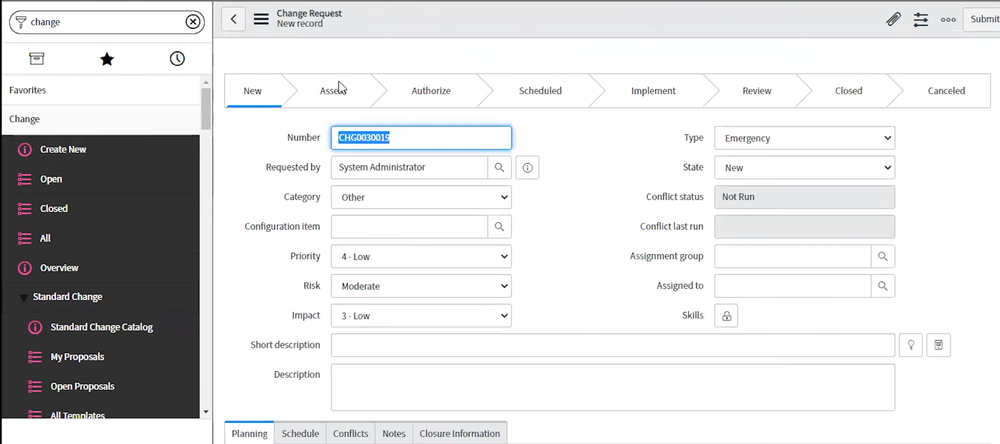 change
Favorites
Change
Create New
Open
Closed
All
Overview
Standard Change
Standard Change Catalog
My Proposals
Open Proposals
All Templates
Change Request
New record
Submit
New
Authorize
Scheduled
Implement
Review
Closed
Canceled
Number CHG0030019
Requested by System Administrator
Category Other
Configuration item
Priority 4 - Low
Risk Moderate
Impact 3 - Low
Type Emergency
State New
Conflict status Not Run
Conflict last run
Assignment group
Assigned to
Skills
Short description
Description
Planning Schedule Conflicts Notes Closure Information